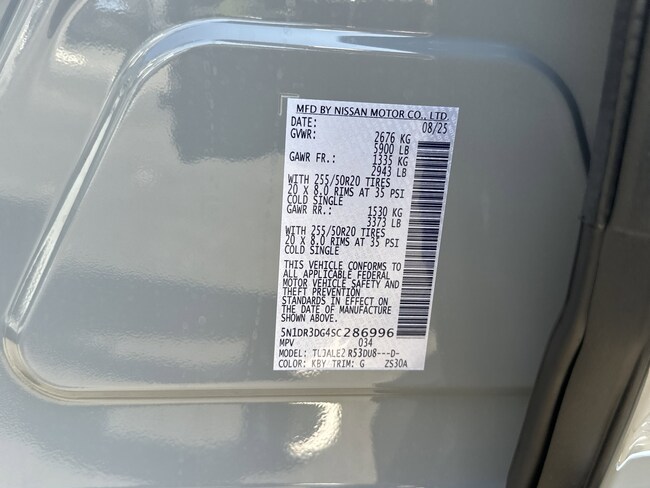 MFD BY NISSAN MOTOR CO., LTD.
DATE: 08/25
GVWR: 2676 KG
5900 LB
GAWR FR.: 1335 KG
2943 LB
WITH 255/50R20 TIRES
20 x 8.0 RIMS AT 35 PSI
COLD SINGLE
GAWR RR.: 1530 KG
3373 LB
WITH 255/50R20 TIRES
20 x 8.0 RIMS AT 35 PSI
COLD SINGLE
THIS VEHICLE CONFORMS TO
ALL APPLICABLE FEDERAL
MOTOR VEHICLE SAFETY AND
THEFT PREVENTION
STANDARDS IN EFFECT ON
THE DATE OF MANUFACTURE
SHOWN ABOVE.
5N1DR3DG4SC286996
MPV 034
MODEL: R53DU8---D-
COLOR: KBY TRIM: G ZS30A